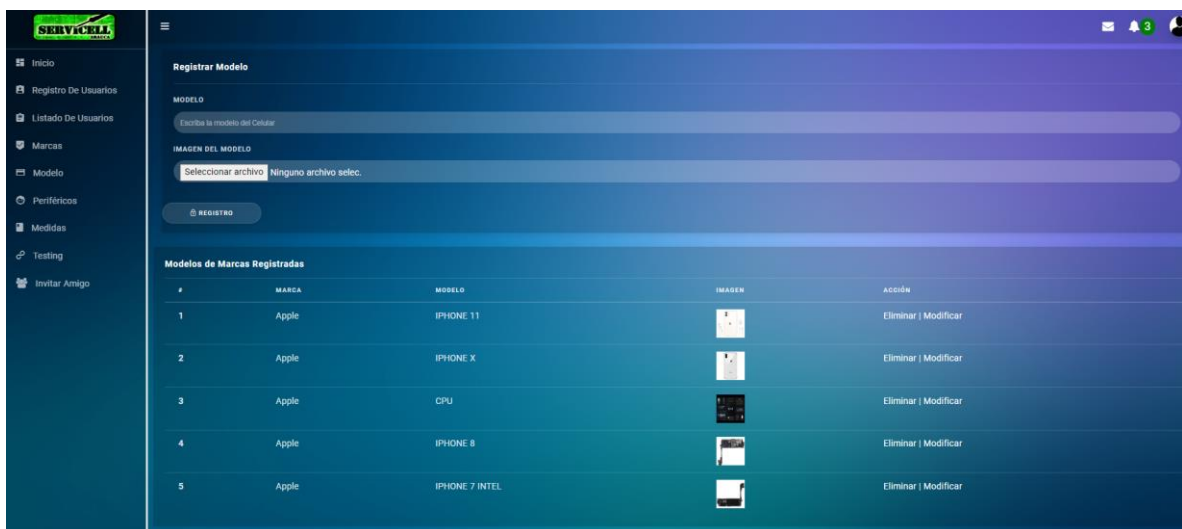 SERVICELL
3
Inicio
Registro De Usuarios
Listado De Usuarios
Marcas
Modelo
Periféricos
Medidas
Testing
Invitar Amigo
Registrar Modelo
MODELO
Escriba la modelo del Celular
IMAGEN DEL MODELO
Seleccionar archivo Ninguno archivo selec.
REGISTRO
Modelos de Marcas Registradas
# MARCA MODELO IMAGEN ACCIÓN
1 Apple IPHONE 11 Eliminar | Modificar
2 Apple IPHONE X Eliminar | Modificar
3 Apple CPU Eliminar | Modificar
4 Apple IPHONE 8 Eliminar | Modificar
5 Apple IPHONE 7 INTEL Eliminar | Modificar